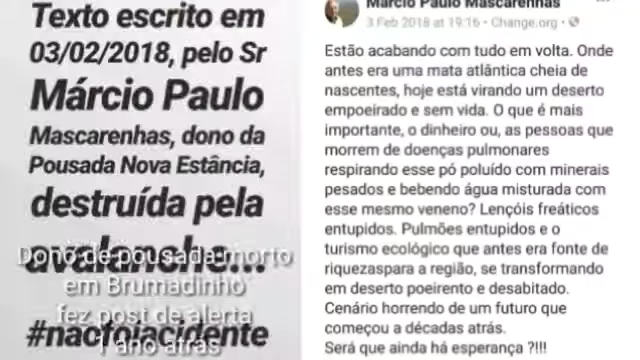 Texto escrito em
03/02/2018, pelo Sr
Márcio Paulo
Mascarenhas, dono da
Pousada Nova Estância,
destruída pela
avalanche...
#naofoiacidente
Dono de pousada morto
em Brumadinho
fez post de alerta
1 ano atrás
Márcio Paulo Mascarenhas
3 Feb 2018 at 19:16 • Change.org •
Estão acabando com tudo em volta. Onde
antes era uma mata atlântica cheia de
nascentes, hoje está virando um deserto
empoeirado e sem vida. O que é mais
importante, o dinheiro ou, as pessoas que
morrem de doenças pulmonares
respirando esse pó poluído com minerais
pesados e bebendo água misturada com
esse mesmo veneno? Lençóis freáticos
entupidos. Pulmões entupidos e o
turismo ecológico que antes era fonte de
riquezaspara a região, se transformando
em deserto poeirento e desabitado.
Cenário horrendo de um futuro que
começou a décadas atrás.
Será que ainda há esperança ?!!!